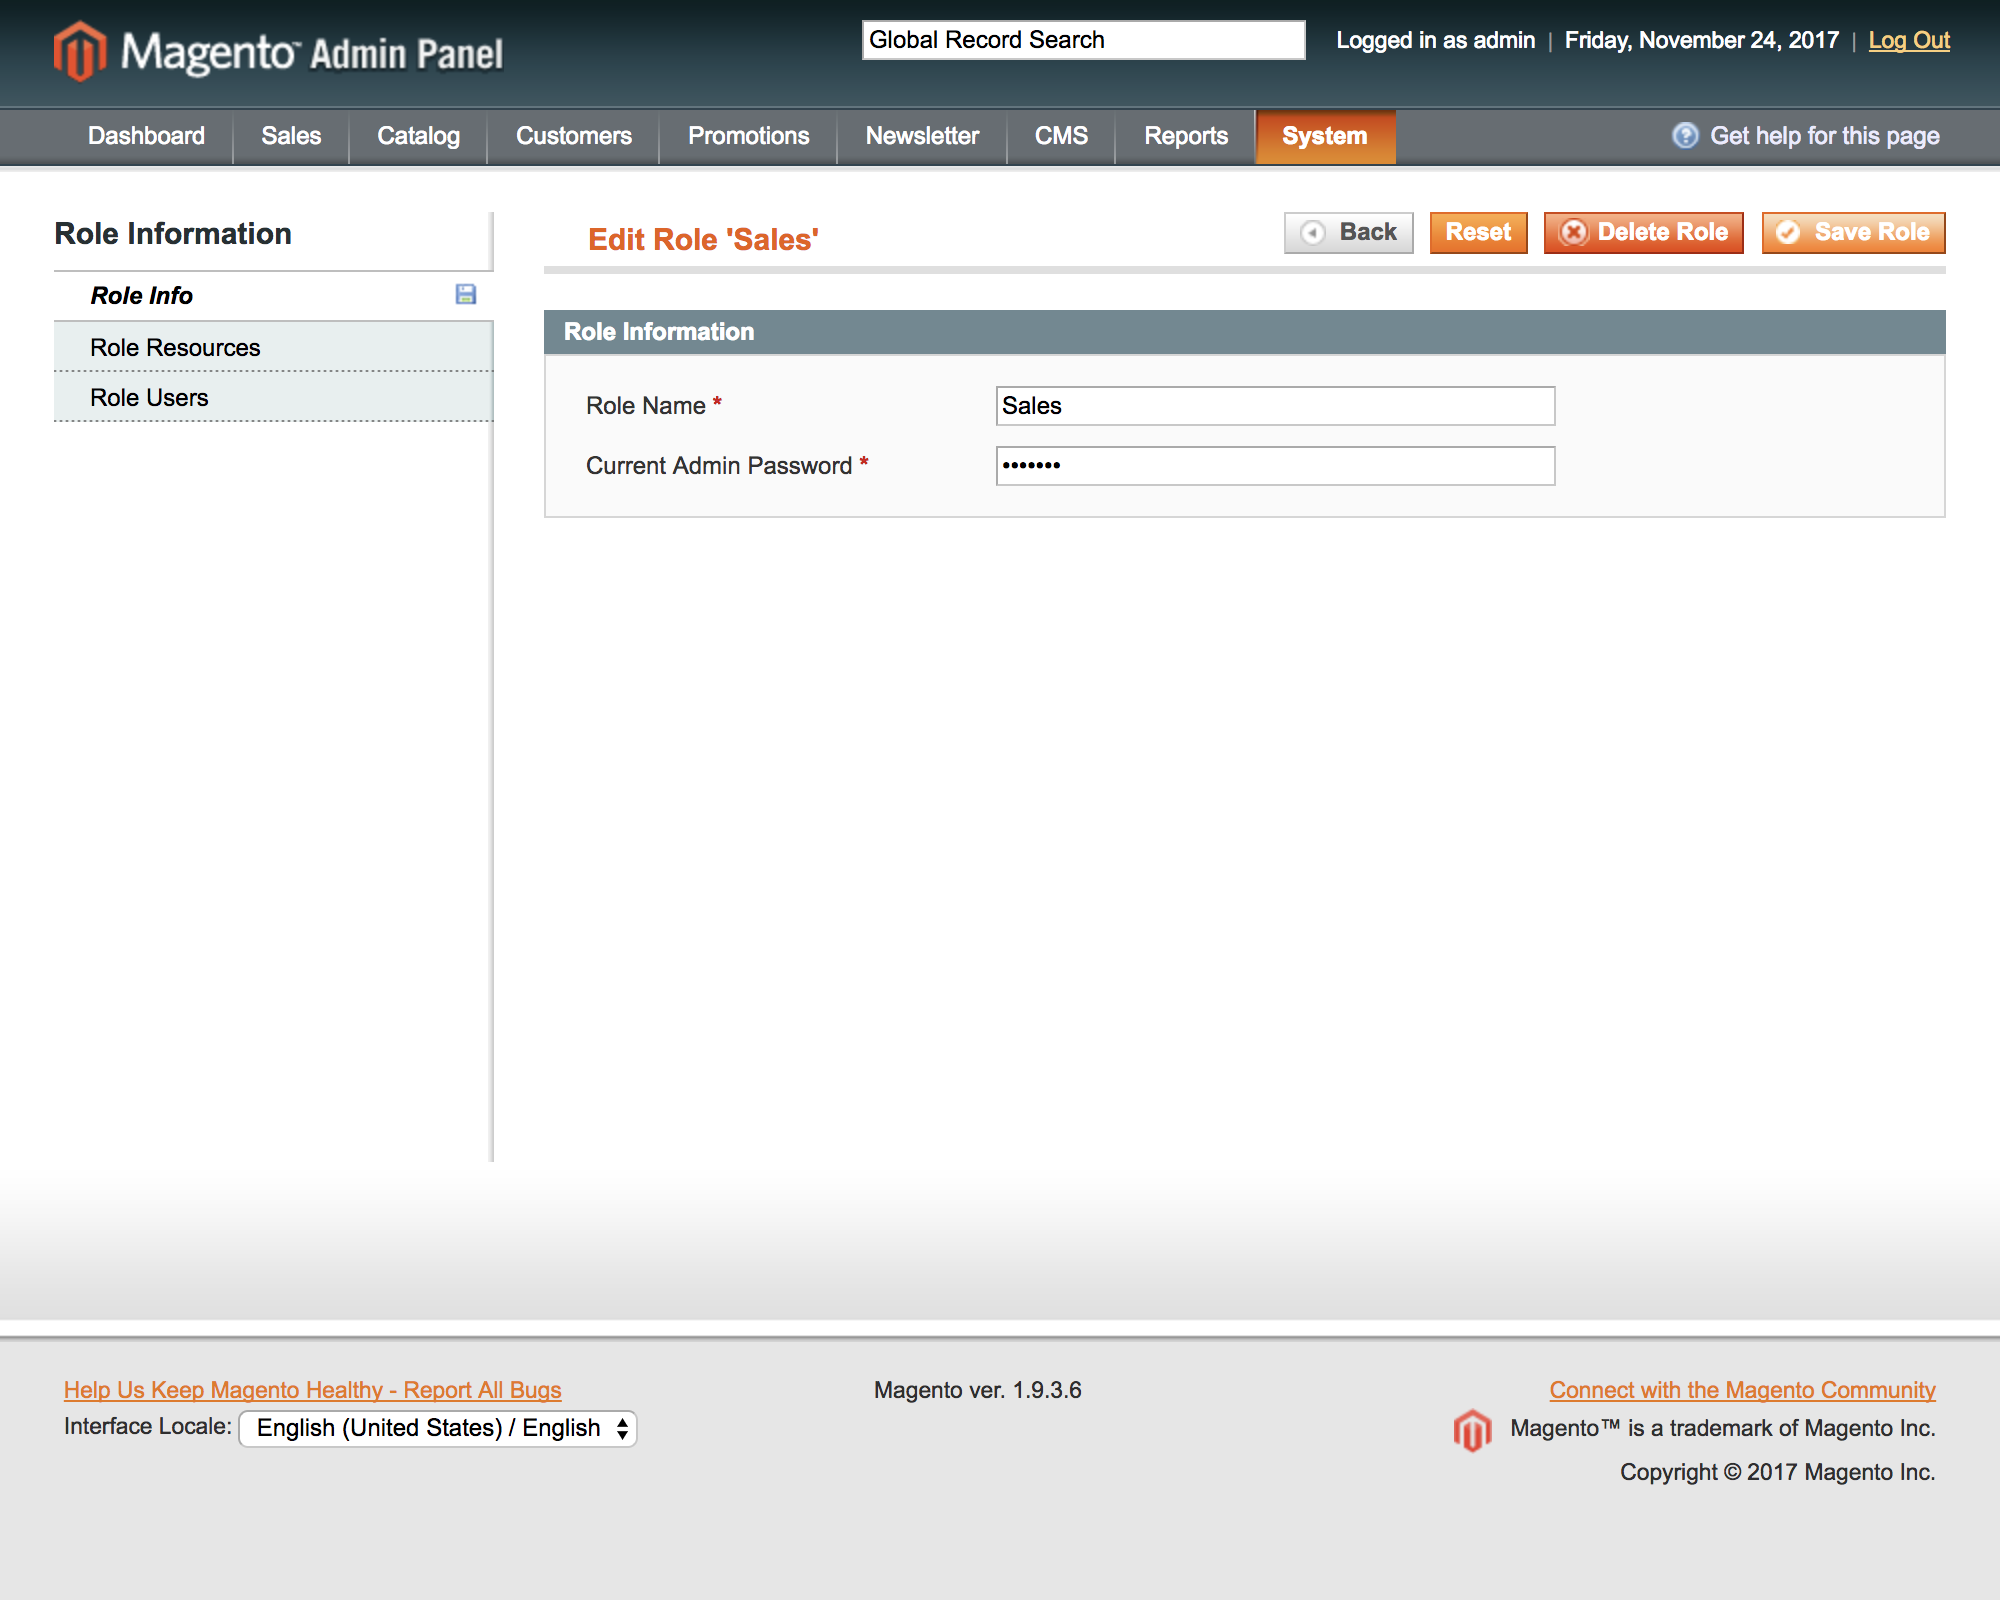 Magento™ Admin Panel
Global Record Search
Logged in as admin | Friday, November 24, 2017 | Log Out
Dashboard Sales Catalog Customers Promotions Newsletter CMS Reports System Get help for this page
Role Information
Role Info
Role Resources
Role Users
Edit Role 'Sales'
Back Reset Delete Role Save Role
Role Information
Role Name * Sales
Current Admin Password * •••••••
Help Us Keep Magento Healthy - Report All Bugs
Interface Locale: English (United States) / English
Magento ver. 1.9.3.6
Connect with the Magento Community
Magento™ is a trademark of Magento Inc.
Copyright © 2017 Magento Inc.